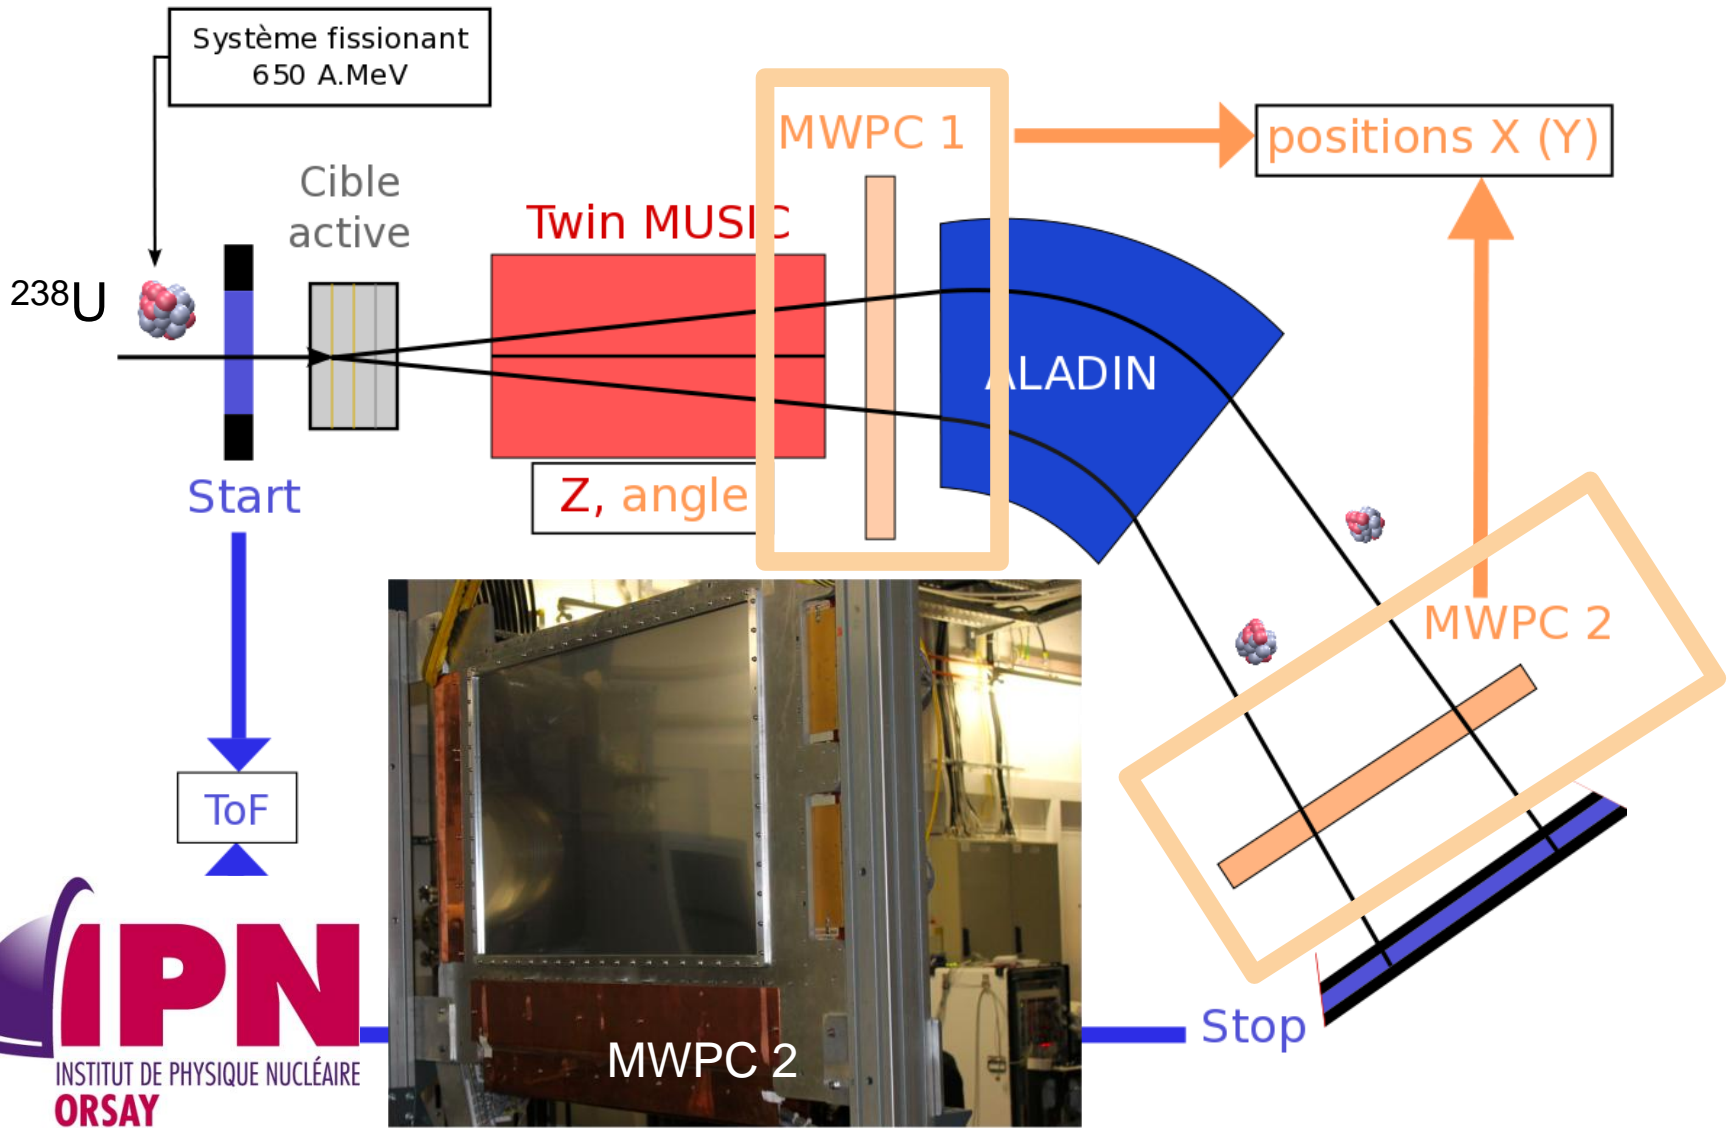 Système fissionant
650 A.MeV
MWPC 1
positions X (Y)
Cible
active
Twin MUSIC
²³⁸U
ALADIN
Z, angle
Start
MWPC 2
ToF
Stop
MWPC 2
IPN
INSTITUT DE PHYSIQUE NUCLÉAIRE
ORSAY